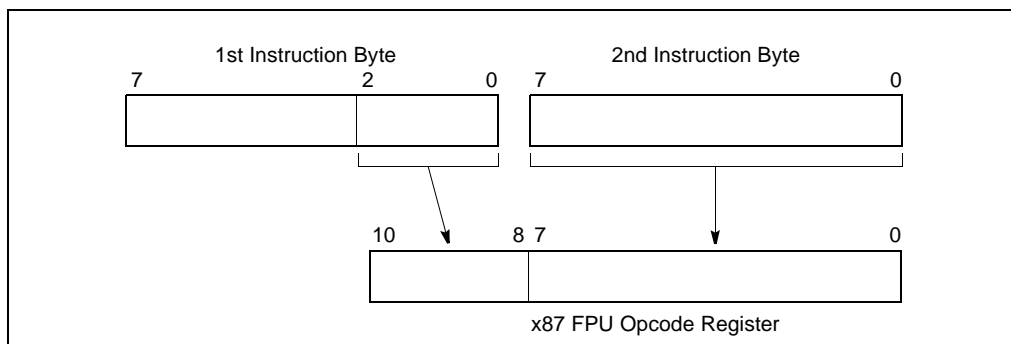 1st Instruction Byte 2nd Instruction Byte
7 2 0 7 0
10 8 7 0
x87 FPU Opcode Register